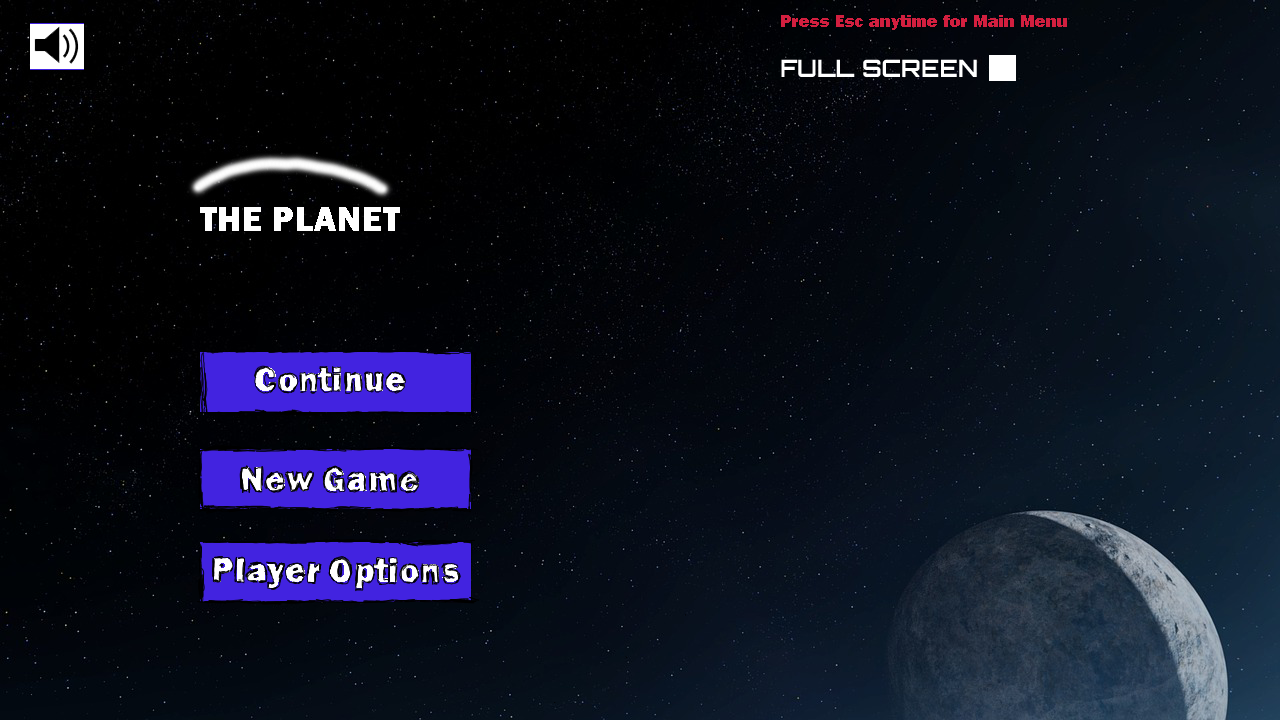 Press Esc anytime for Main Menu
FULL SCREEN
THE PLANET
Continue
New Game
Player Options